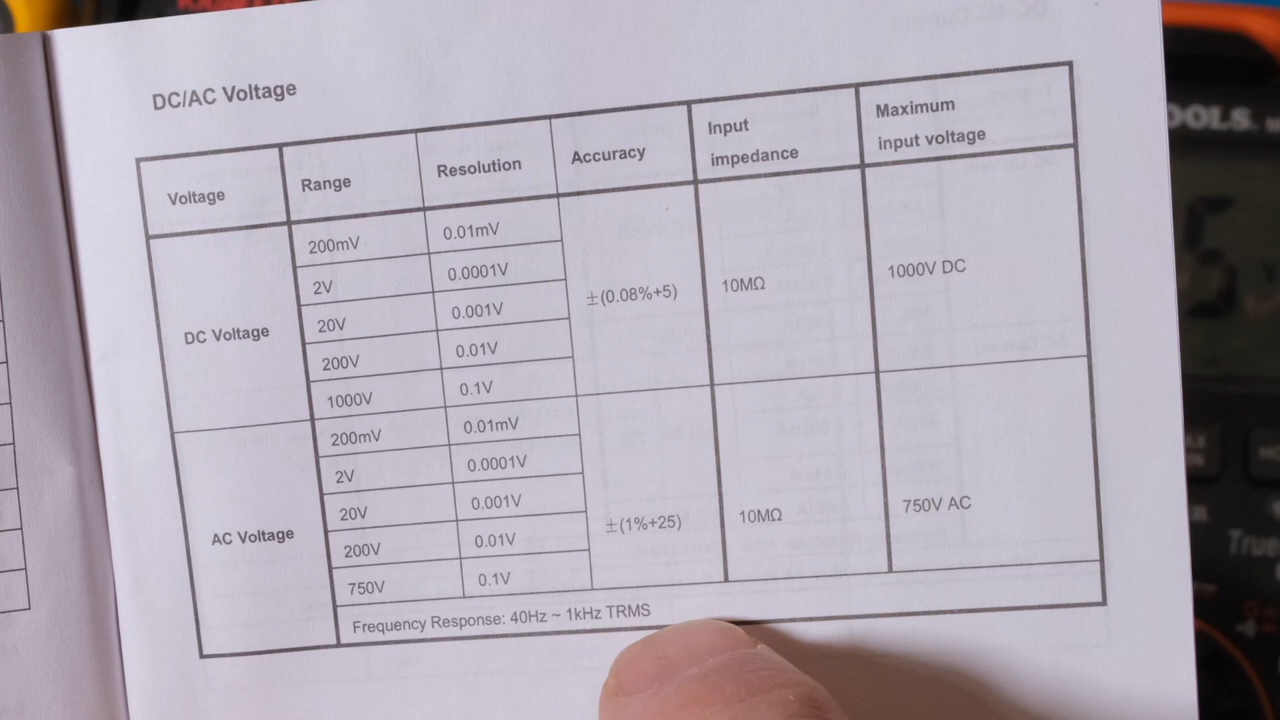 DC/AC Voltage
Voltage Range Resolution Accuracy Input impedance Maximum input voltage
DC Voltage
200mV 0.01mV
2V 0.0001V
20V 0.001V
200V 0.01V
1000V 0.1V
±(0.08%+5) 10MΩ 1000V DC
AC Voltage
200mV 0.01mV
2V 0.0001V
20V 0.001V
200V 0.01V
750V 0.1V
±(1%+25) 10MΩ 750V AC
Frequency Response: 40Hz ~ 1kHz TRMS
OOLS
True